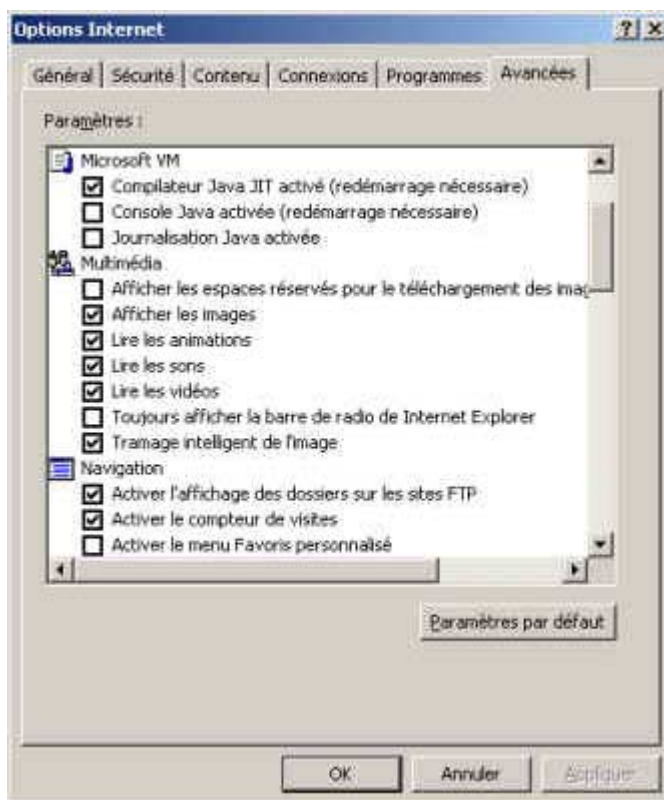 Options Internet
Général Sécurité Contenu Connexions Programmes Avancées
Paramètres :
Microsoft VM
Compilateur Java JIT activé (redémarrage nécessaire)
Console Java activée (redémarrage nécessaire)
Journalisation Java activée
Multimédia
Afficher les espaces réservés pour le téléchargement des imag
Afficher les images
Lire les animations
Lire les sons
Lire les vidéos
Toujours afficher la barre de radio de Internet Explorer
Tramage intelligent de l'image
Navigation
Activer l'affichage des dossiers sur les sites FTP
Activer le compteur de visites
Activer le menu Favoris personnalisé
Paramètres par défaut
OK Annuler Appliquer